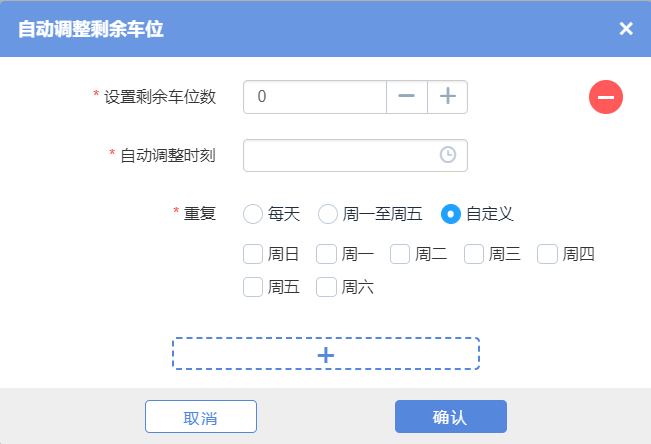 自动调整剩余车位
* 设置剩余车位数 0
* 自动调整时刻
* 重复 每天 周一至周五 自定义
周日 周一 周二 周三 周四
周五 周六
取消 确认